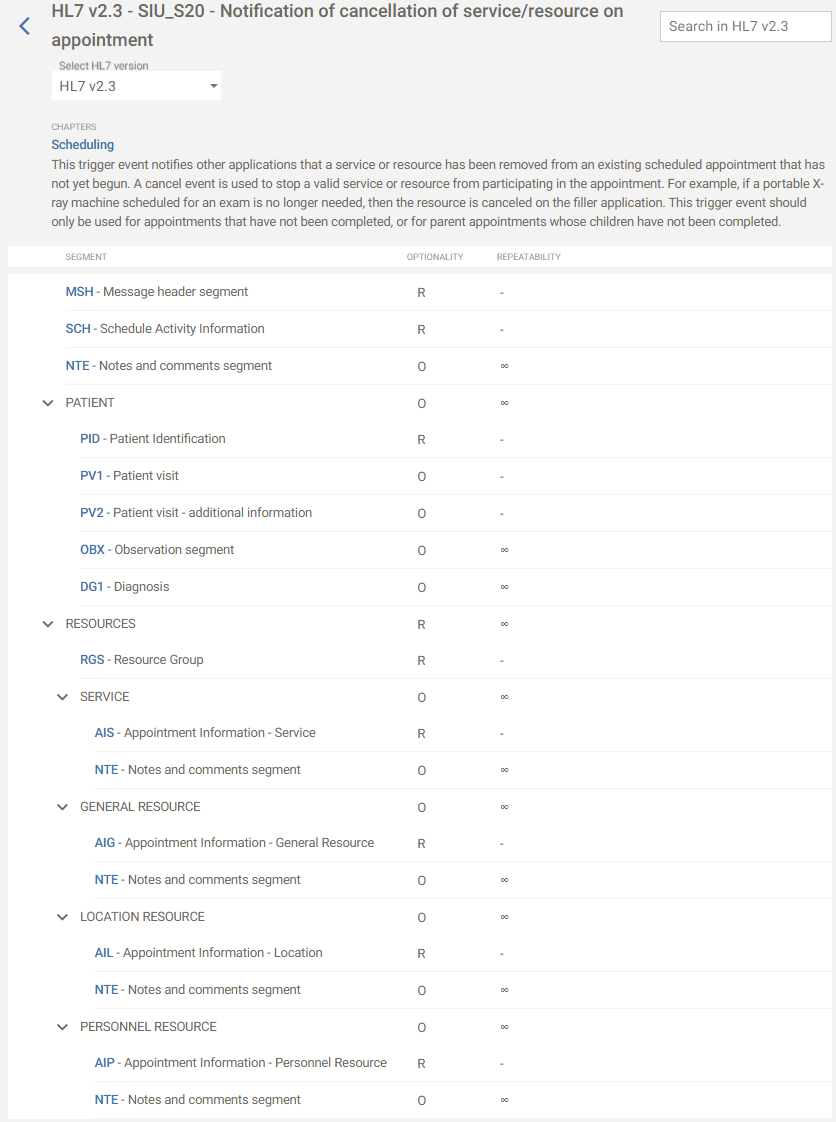 HL7 v2.3 - SIU_S20 - Notification of cancellation of service/resource on
appointment
Search in HL7 v2.3
Select HL7 version
HL7 v2.3
CHAPTERS
Scheduling
This trigger event notifies other applications that a service or resource has been removed from an existing scheduled appointment that has
not yet begun. A cancel event is used to stop a valid service or resource from participating in the appointment. For example, if a portable X-
ray machine scheduled for an exam is no longer needed, then the resource is canceled on the filler application. This trigger event should
only be used for appointments that have not been completed, or for parent appointments whose children have not been completed.
SEGMENT OPTIONALITY REPEATABILITY
MSH - Message header segment R -
SCH - Schedule Activity Information R -
NTE - Notes and comments segment O ∞
PATIENT O ∞
PID - Patient Identification R -
PV1 - Patient visit O -
PV2 - Patient visit - additional information O -
OBX - Observation segment O ∞
DG1 - Diagnosis O ∞
RESOURCES R ∞
RGS - Resource Group R -
SERVICE O ∞
AIS - Appointment Information - Service R -
NTE - Notes and comments segment O ∞
GENERAL RESOURCE O ∞
AIG - Appointment Information - General Resource R -
NTE - Notes and comments segment O ∞
LOCATION RESOURCE O ∞
AIL - Appointment Information - Location R -
NTE - Notes and comments segment O ∞
PERSONNEL RESOURCE O ∞
AIP - Appointment Information - Personnel Resource R -
NTE - Notes and comments segment O ∞